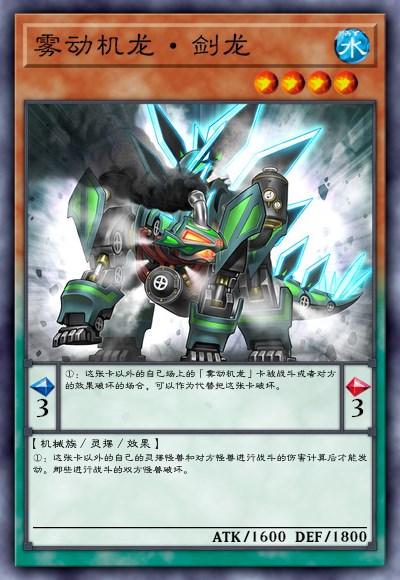 雾动机龙·剑龙
水
①：这张卡以外的自己场上的「雾动机龙」卡被战斗或者对方
的效果破坏的场合，可以作为代替把这张卡破坏。
3
3
【机械族／灵摆／效果】
①：这张卡以外的自己的灵摆怪兽和对方怪兽进行战斗的伤害计算后才能发
动。那些进行战斗的双方怪兽破坏。
ATK/1600 DEF/1800